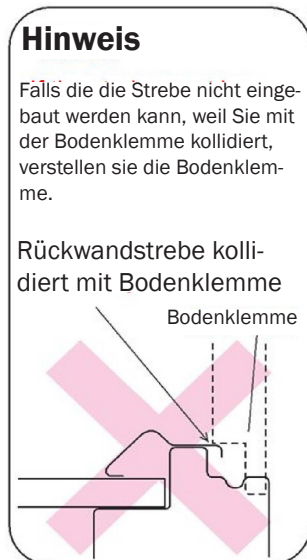 Hinweis
Falls die die Strebe nicht einge-
baut werden kann, weil Sie mit
der Bodenklemme kollidiert,
verstellen sie die Bodenklem-
me.
Rückwandstrebe kolli-
diert mit Bodenklemme
Bodenklemme